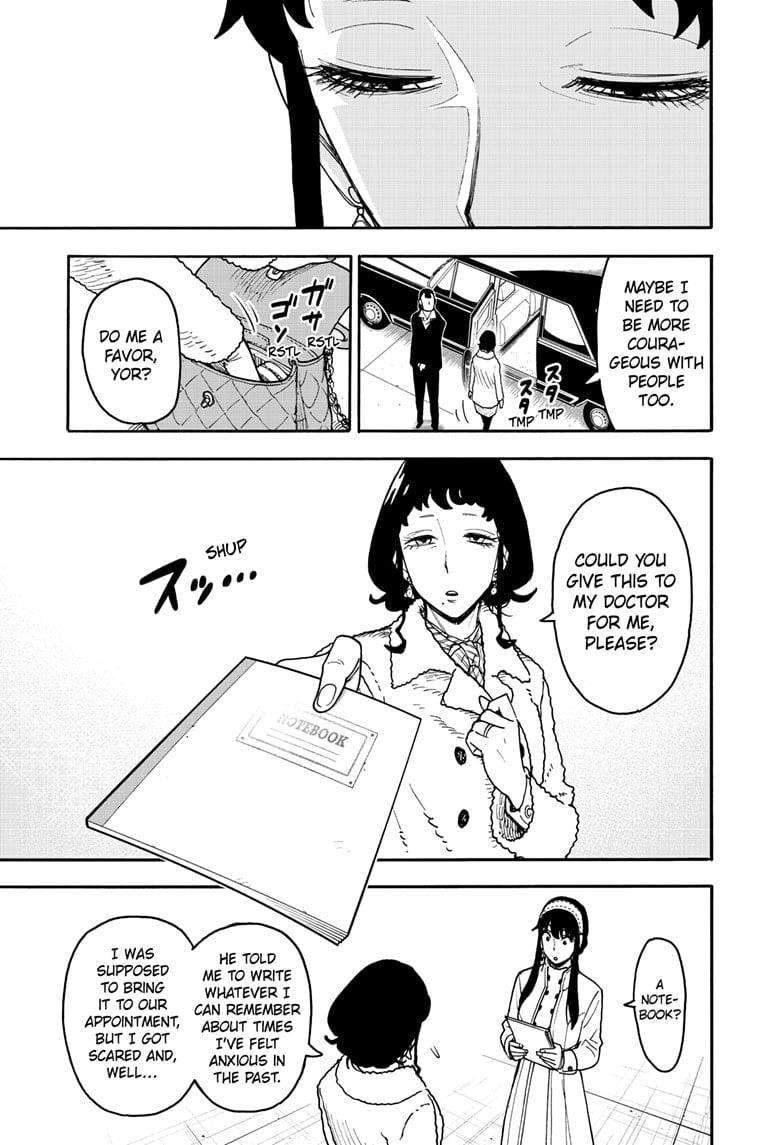 MAYBE I
NEED TO
BE MORE
COURA-
GEOUS WITH
PEOPLE
TOO.
スタ
TMP
スタ
TMP
ガサ
RSTL
ゴソ
RSTL
DO ME A
FAVOR,
YOR?
COULD YOU
GIVE THIS TO
MY DOCTOR
FOR ME,
PLEASE?
SHUP
スッ…
NOTEBOOK
A
NOTE-
BOOK?
HE TOLD
ME TO WRITE
WHATEVER I
CAN REMEMBER
ABOUT TIMES
I'VE FELT
ANXIOUS IN
THE PAST.
I WAS
SUPPOSED
TO BRING
IT TO OUR
APPOINTMENT,
BUT I GOT
SCARED AND,
WELL...